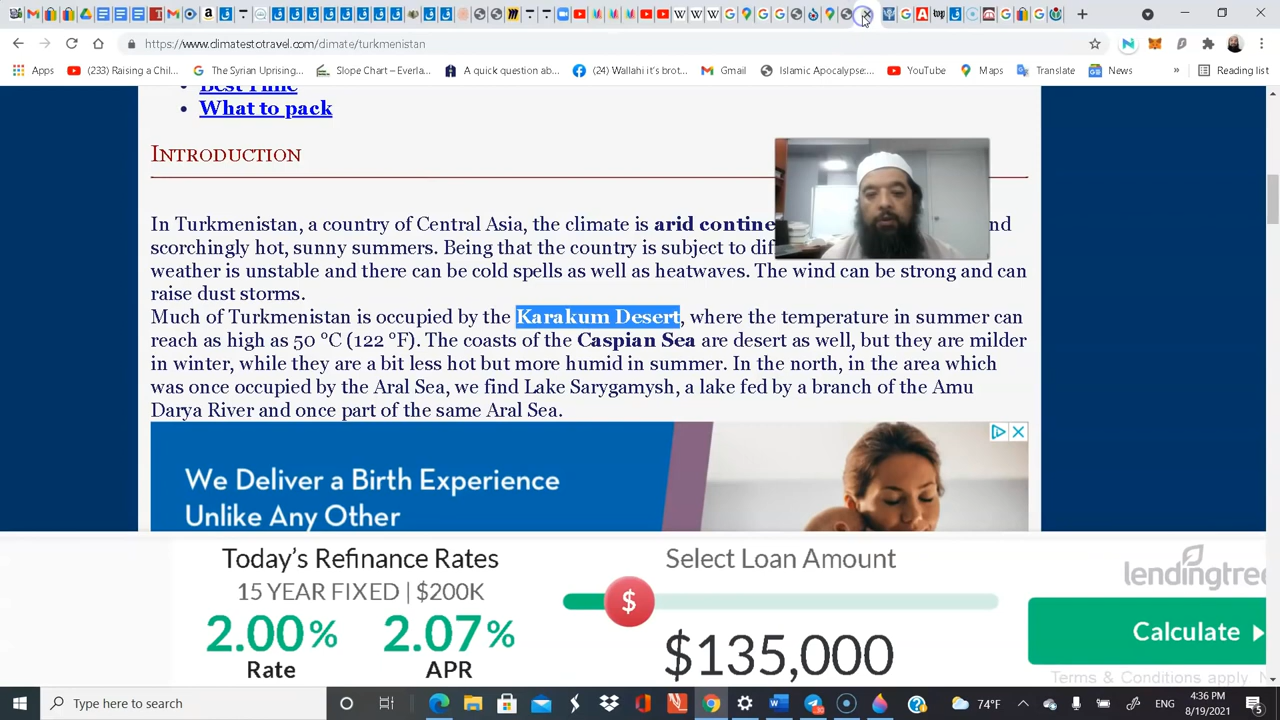 https://www.climatestotravel.com/climate/turkmenistan
Apps
(233) Raising a Chil...
The Syrian Uprising
Slope Chart – Everla...
A quick question ab...
(24) Wallahi it's brot...
Gmail
Islamic Apocalypse:...
YouTube
Maps
Translate
News
»
Reading list
Best Time
What to pack
Introduction
In Turkmenistan, a country of Central Asia, the climate is arid contine
scorchingly hot, sunny summers. Being that the country is subject to dif
weather is unstable and there can be cold spells as well as heatwaves. The wind can be strong and can
raise dust storms.
Much of Turkmenistan is occupied by the Karakum Desert, where the temperature in summer can
reach as high as 50 °C (122 °F). The coasts of the Caspian Sea are desert as well, but they are milder
in winter, while they are a bit less hot but more humid in summer. In the north, in the area which
was once occupied by the Aral Sea, we find Lake Sarygamysh, a lake fed by a branch of the Amu
Darya River and once part of the same Aral Sea.
We Deliver a Birth Experience
Unlike Any Other
Today's Refinance Rates
15 YEAR FIXED | $200K
2.00% 2.07%
Rate APR
Select Loan Amount
$
$135,000
lendingtree
Calculate
Terms & Conditions apply
Type here to search
74°F
ENG
4:36 PM
8/19/2021